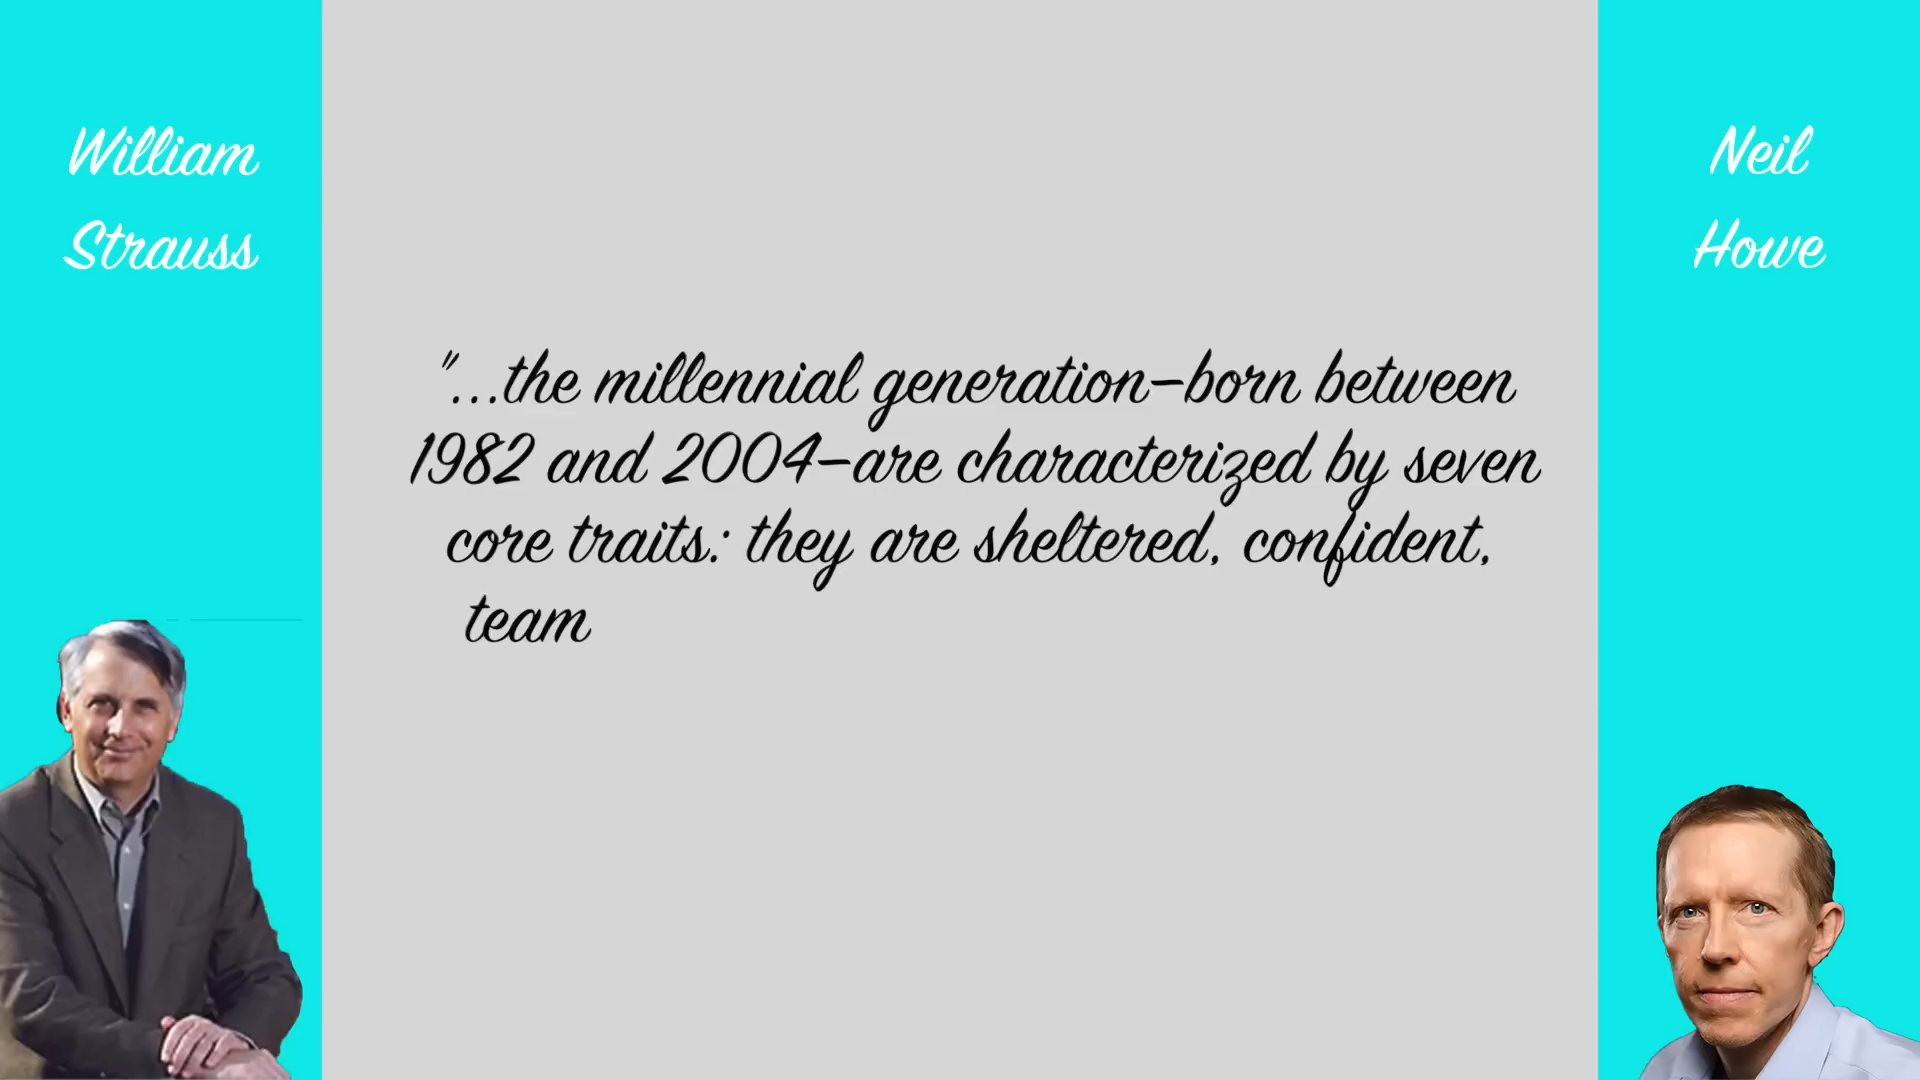 William
Strauss
"...the millennial generation–born between
1982 and 2004–are characterized by seven
core traits: they are sheltered, confident,
team
Neil
Howe